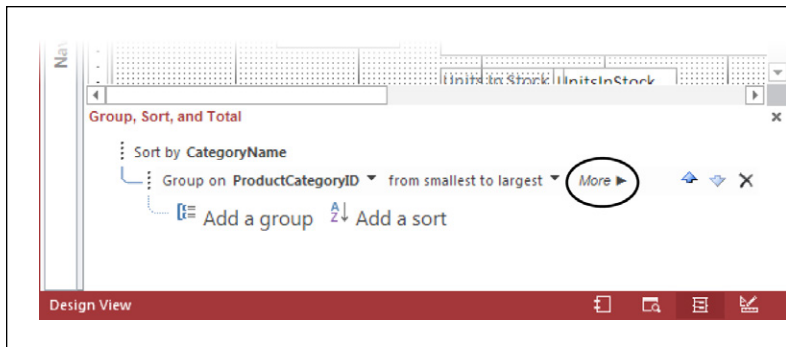 Nav
Units In Stock UnitsInStock
Group, Sort, and Total
Sort by CategoryName
Group on ProductCategoryID from smallest to largest More
Add a group Add a sort
Design View